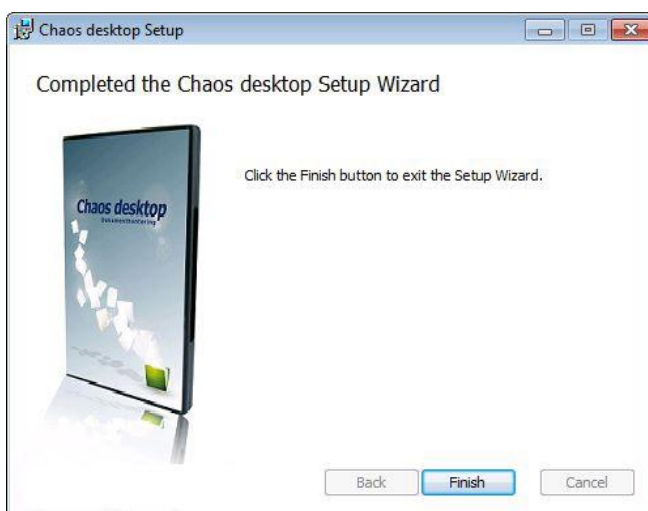 Chaos desktop Setup
Completed the Chaos desktop Setup Wizard
Chaos desktop
Dokumenthantering
Click the Finish button to exit the Setup Wizard.
Back
Finish
Cancel